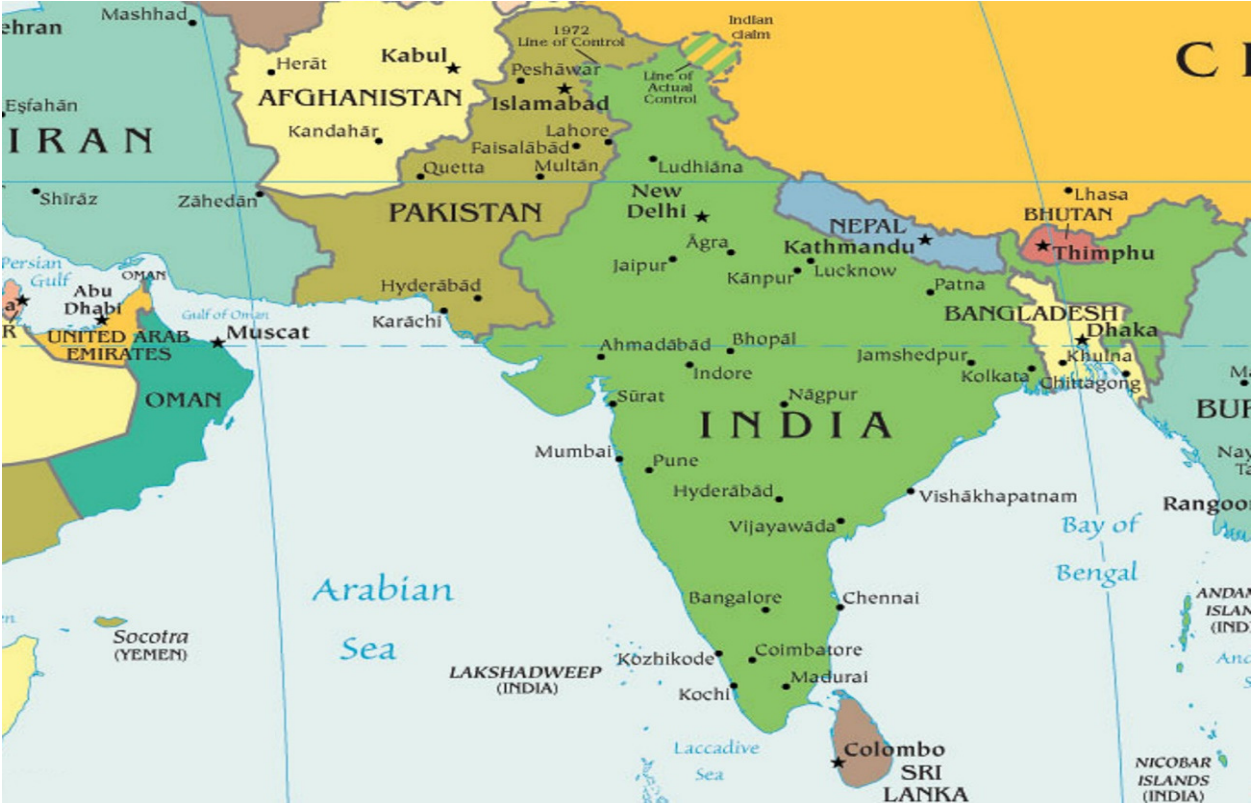 Mashhad
ehran
Herāt
Kabul
AFGHANISTAN
Kandahār
Eşfahān
IRAN
Shīrāz
Zāhedān
1972
Line of Control
Indian
claim
Line of
Actual
Control
Peshāwar
Islamabad
Lahore
Faisalābād
Multān
Quetta
PAKISTAN
Hyderābād
Karāchi
Ludhiāna
New
Delhi
Āgra
Jaipur
Kānpur
Lucknow
NEPAL
Kathmandu
Lhasa
BHUTAN
Thimphu
Patna
BANGLADESH
Dhaka
Khulna
Chittagong
Persian
Gulf
OMAN
Abu
Dhabi
Gulf of Oman
Muscat
UNITED ARAB
EMIRATES
OMAN
Ahmadābād
Bhopāl
Indore
Jamshedpur
Kolkata
Sūrat
Nāgpur
INDIA
Mumbai
Pune
Hyderābād
Vijayawāda
Vishākhapatnam
Rangoo
Bay of
Bengal
Arabian
Sea
Bangalore
Chennai
Socotra
(YEMEN)
LAKSHADWEEP
(INDIA)
Kozhikode
Coimbatore
Kochi
Madurai
Laccadive
Sea
Colombo
SRI
LANKA
NICOBAR
ISLANDS
(INDIA)